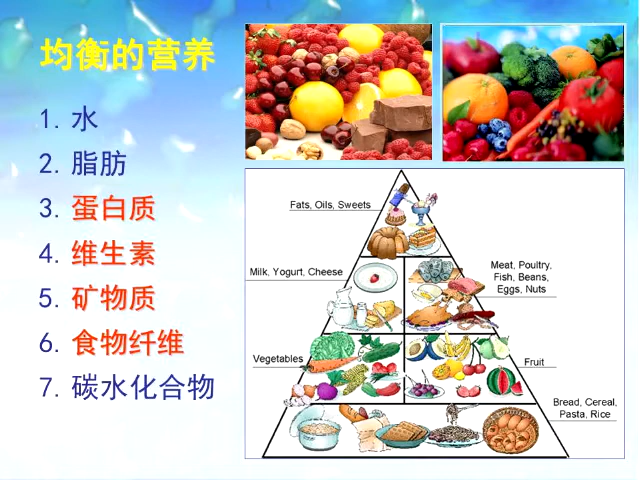 均衡的营养
1. 水
2. 脂肪
3. 蛋白质
4. 维生素
5. 矿物质
6. 食物纤维
7. 碳水化合物
Fats, Oils, Sweets
Milk, Yogurt, Cheese
Meat, Poultry,
Fish, Beans,
Eggs, Nuts
Vegetables
Fruit
Bread, Cereal,
Pasta, Rice